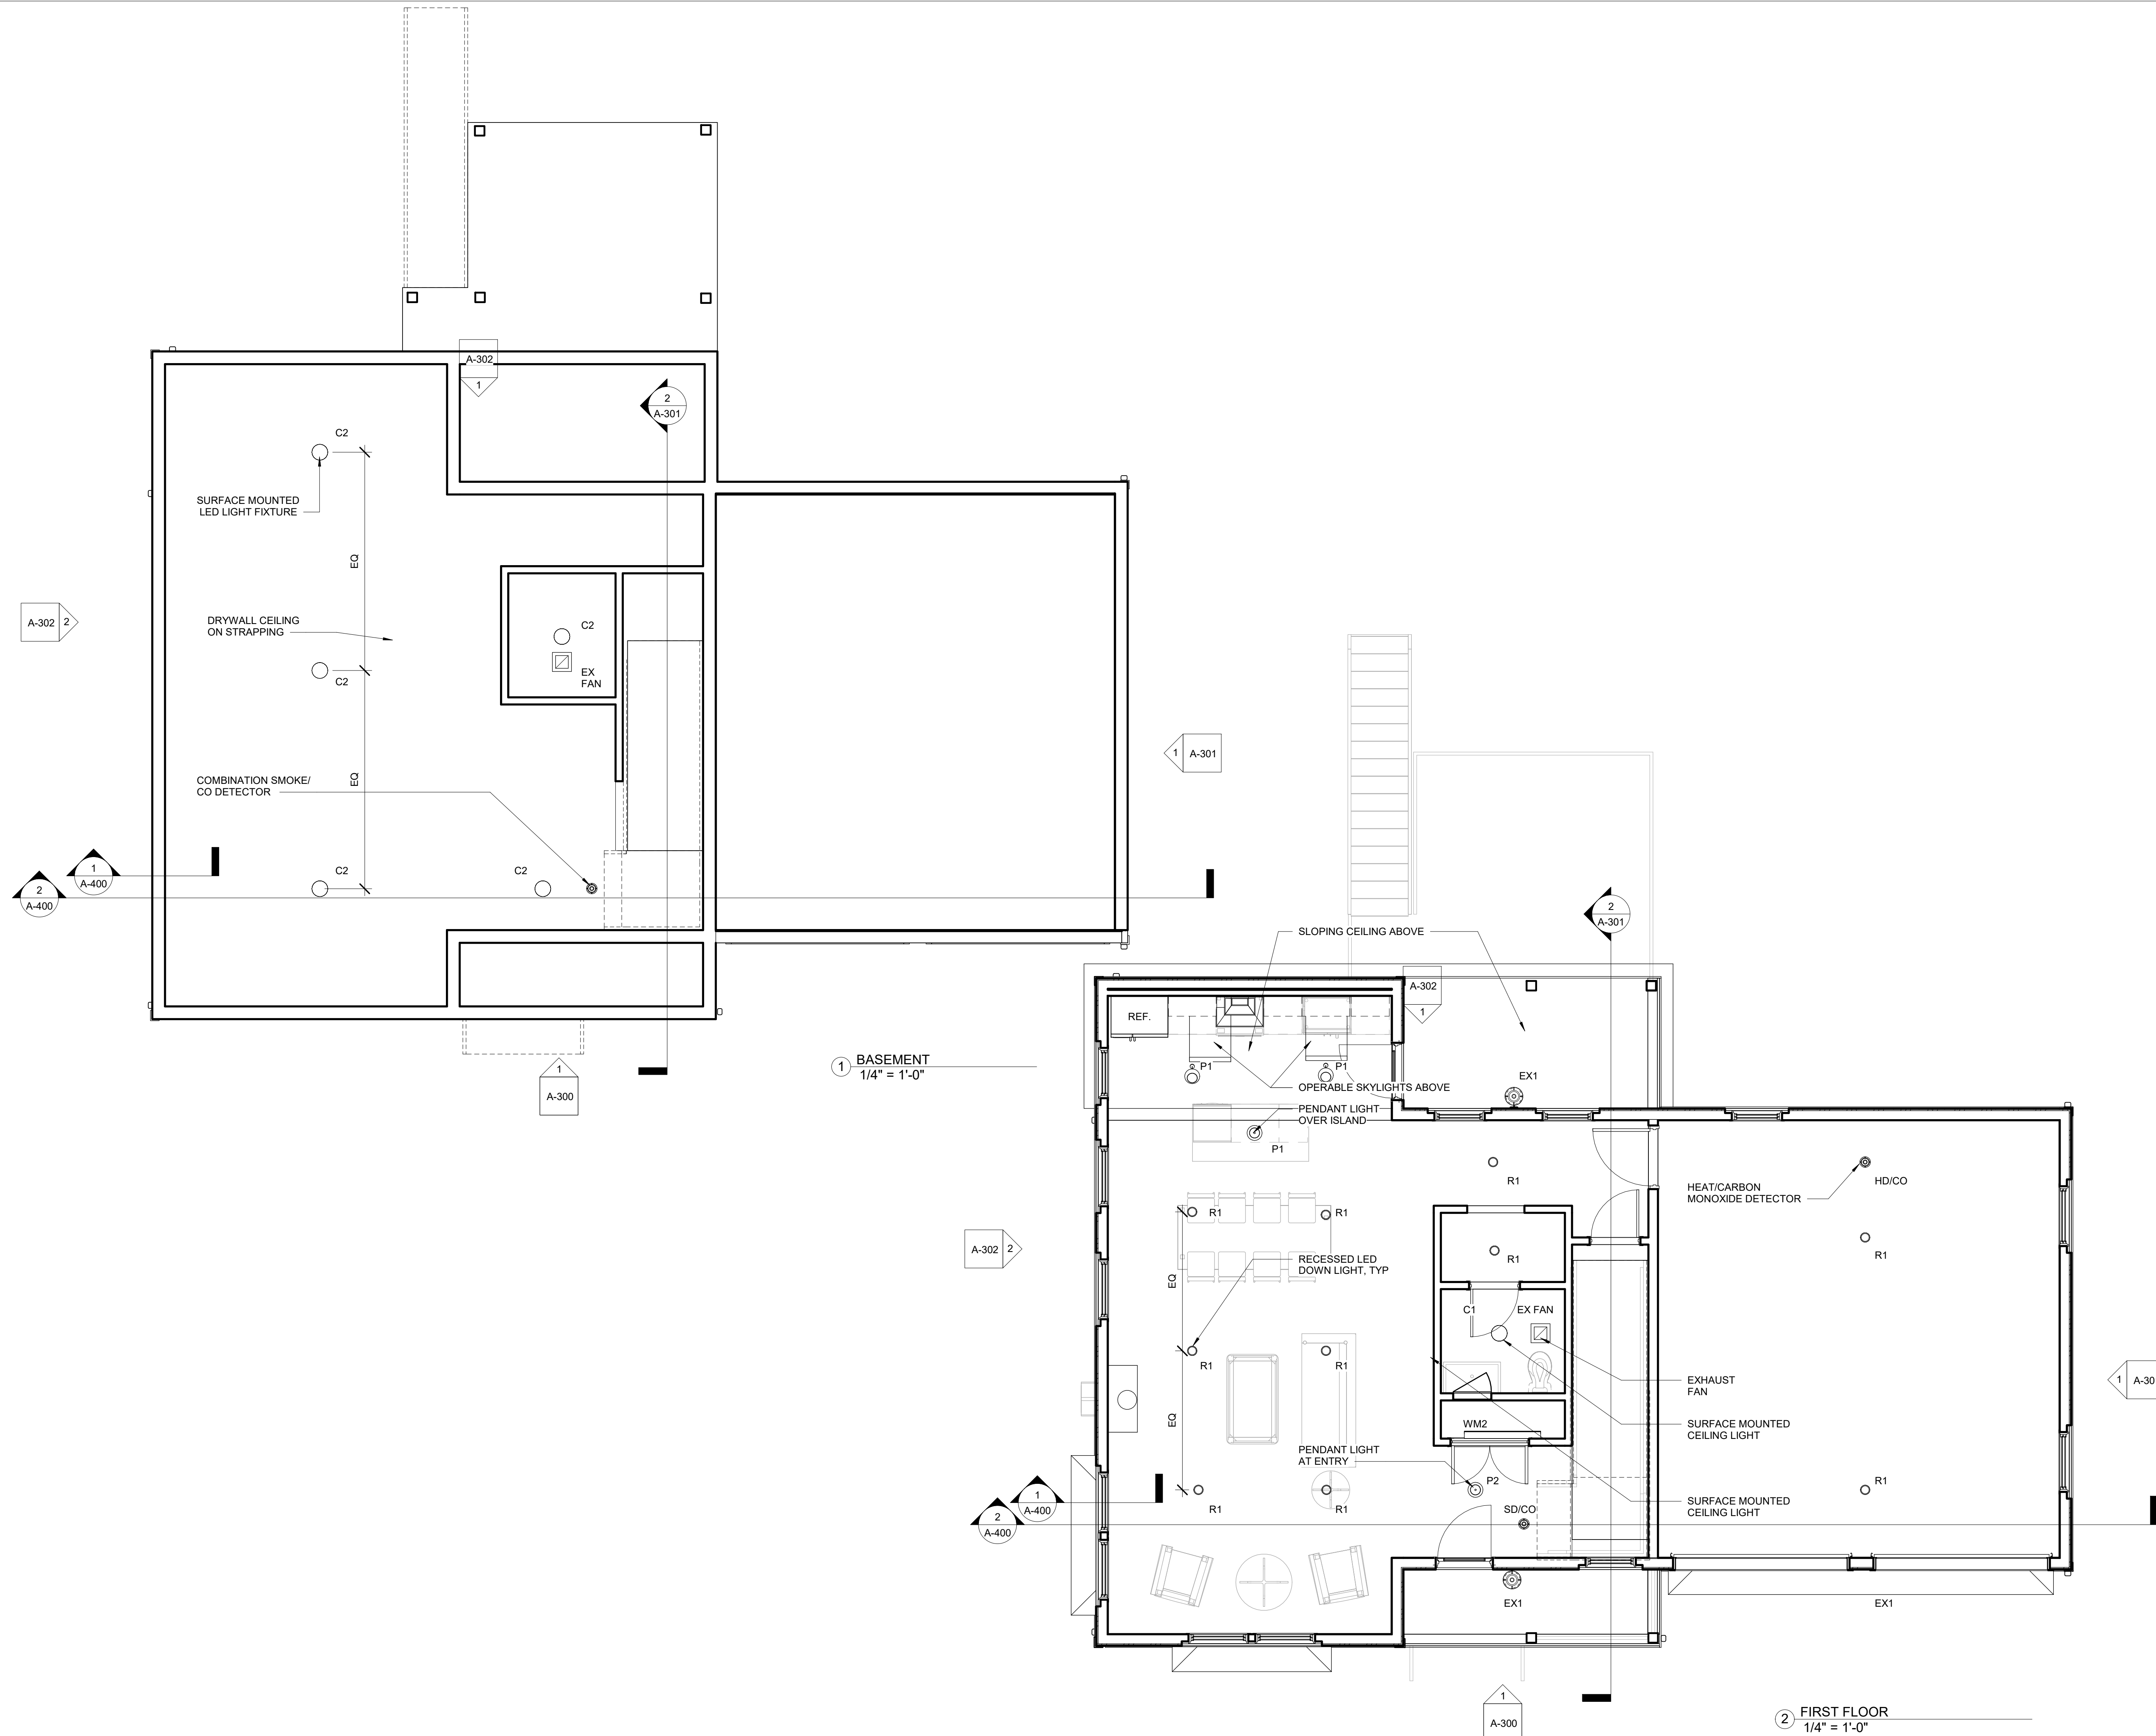 A-302
1
2
A-301
C2
SURFACE MOUNTED
LED LIGHT FIXTURE
EQ
A-302
2
DRYWALL CEILING
ON STRAPPING
C2
C2
EX
FAN
1
A-301
COMBINATION SMOKE/
CO DETECTOR
EQ
C2
C2
1
A-400
2
A-400
1
A-300
1
BASEMENT
1/4" = 1'-0"
2
A-301
SLOPING CEILING ABOVE
A-302
1
REF.
P1
P1
EX1
OPERABLE SKYLIGHTS ABOVE
PENDANT LIGHT
OVER ISLAND
P1
R1
HEAT/CARBON
MONOXIDE DETECTOR
HD/CO
R1
R1
A-302
2
RECESSED LED
DOWN LIGHT, TYP
R1
R1
EQ
C1
EX FAN
R1
R1
EXHAUST
FAN
1
A-30
EQ
WM2
SURFACE MOUNTED
CEILING LIGHT
PENDANT LIGHT
AT ENTRY
P2
R1
R1
SD/CO
SURFACE MOUNTED
CEILING LIGHT
R1
1
A-400
2
A-400
EX1
EX1
1
A-300
2
FIRST FLOOR
1/4" = 1'-0"